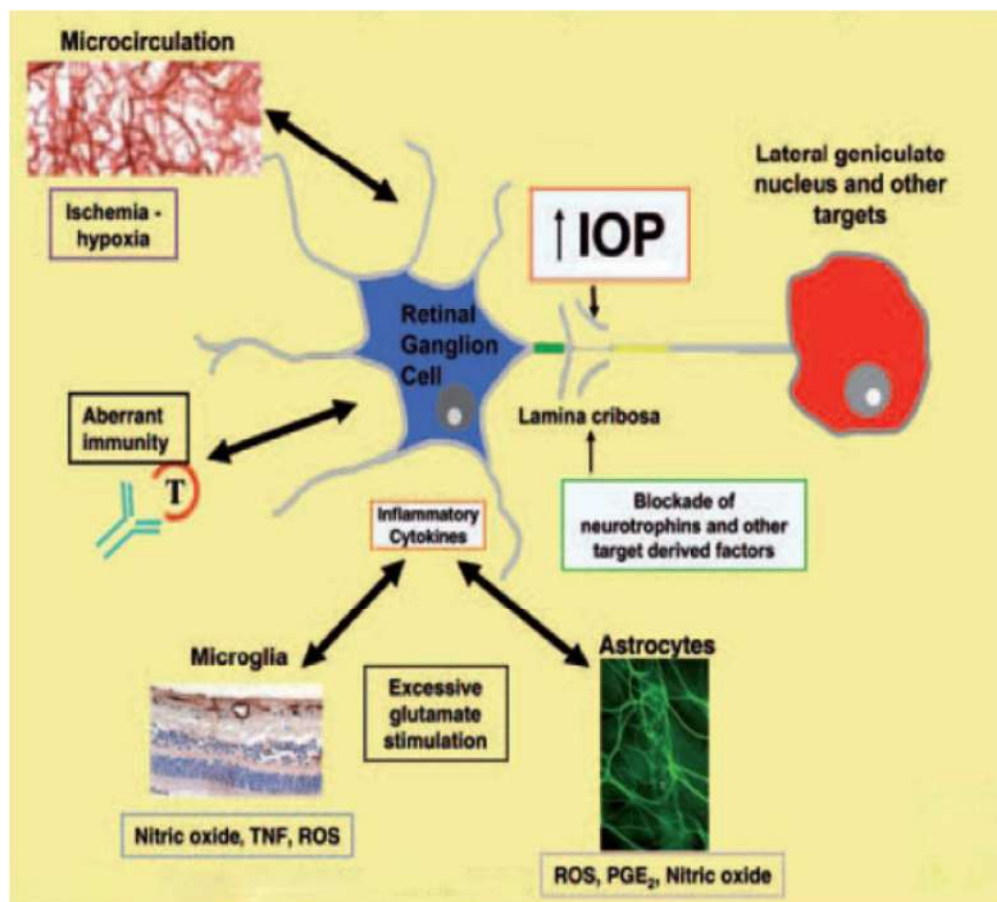 Microcirculation
Ischemia -
hypoxia
Lateral geniculate
nucleus and other
targets
↑ IOP
Retinal
Ganglion
Cell
Aberrant
immunity
T
Lamina cribosa
Inflammatory
Cytokines
Blockade of
neurotrophins and other
target derived factors
Microglia
Excessive
glutamate
stimulation
Astrocytes
Nitric oxide, TNF, ROS
ROS, PGE₂, Nitric oxide